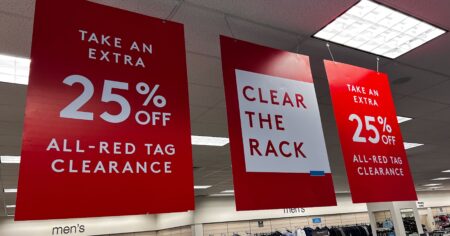 TAKE AN
EXTRA
25% OFF
ALL-RED TAG
CLEARANCE
CLEAR
THE
RACK
TAKE AN
EXTRA
25% OFF
ALL-RED TAG
CLEARANCE
men's
men's